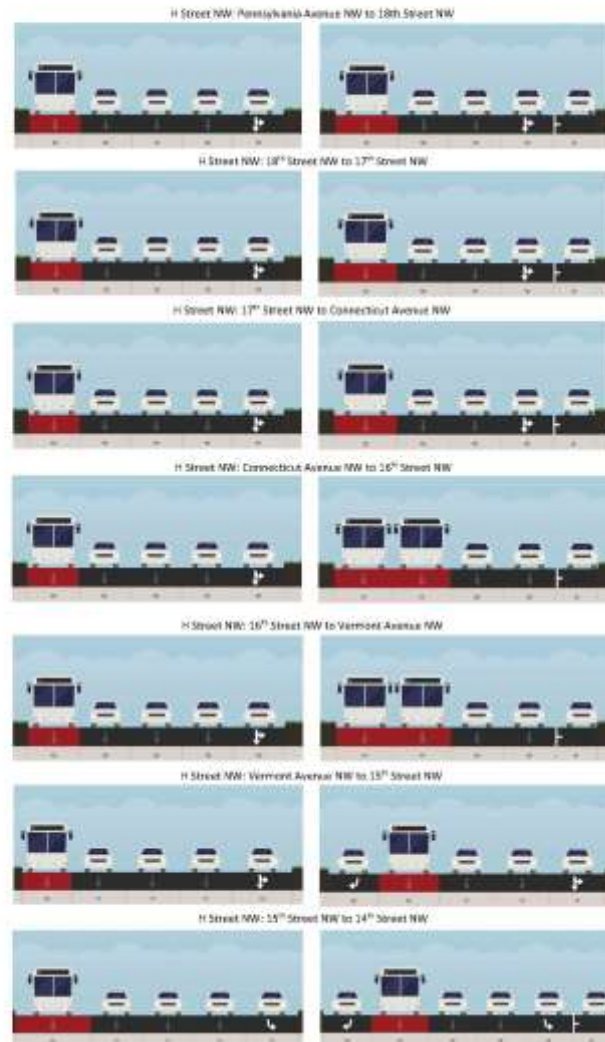 H Street NW: Pennsylvania Avenue NW to 18th Street NW
H Street NW: 18th Street NW to 17th Street NW
H Street NW: 17th Street NW to Connecticut Avenue NW
H Street NW: Connecticut Avenue NW to 16th Street NW
H Street NW: 16th Street NW to Vermont Avenue NW
H Street NW: Vermont Avenue NW to 15th Street NW
H Street NW: 15th Street NW to 14th Street NW